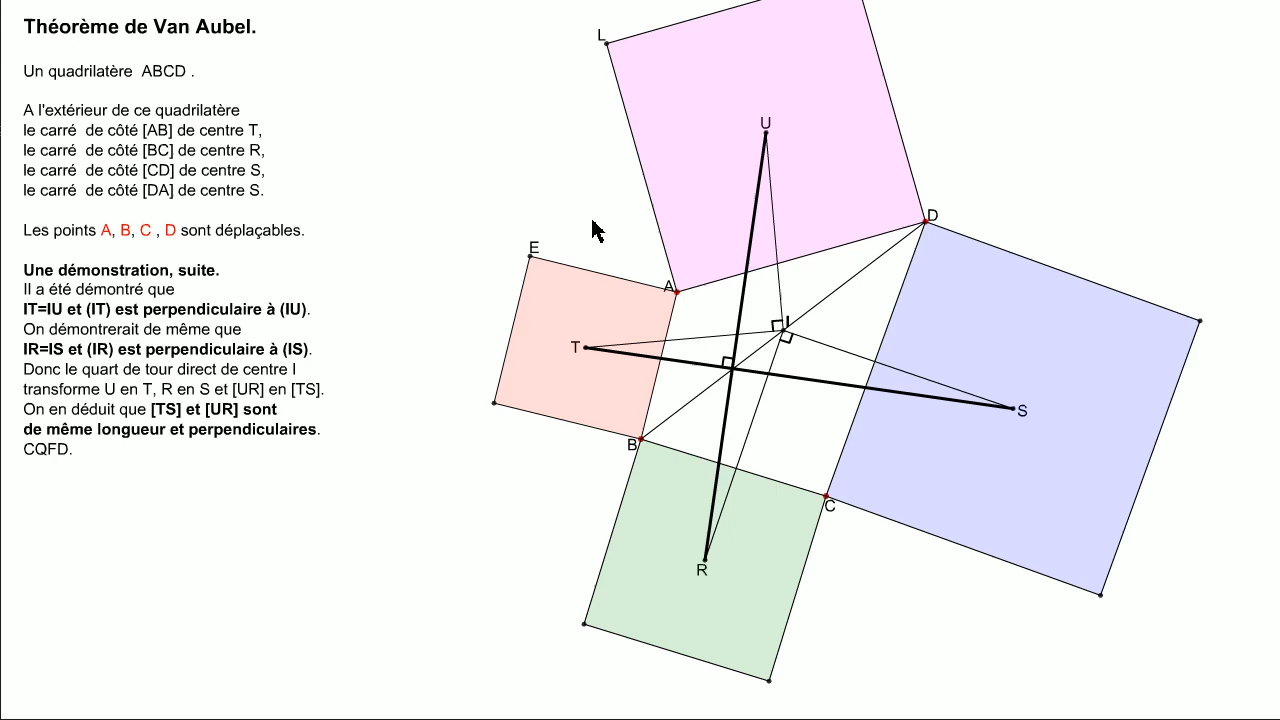 Théorème de Van Aubel.
Un quadrilatère ABCD .
A l'extérieur de ce quadrilatère
le carré de côté [AB] de centre T,
le carré de côté [BC] de centre R,
le carré de côté [CD] de centre S,
le carré de côté [DA] de centre S.
Les points A, B, C , D sont déplaçables.
Une démonstration, suite.
Il a été démontré que
IT=IU et (IT) est perpendiculaire à (IU).
On démontrerait de même que
IR=IS et (IR) est perpendiculaire à (IS).
Donc le quart de tour direct de centre I
transforme U en T, R en S et [UR] en [TS].
On en déduit que [TS] et [UR] sont
de même longueur et perpendiculaires.
CQFD.
L
U
D
E
A
I
T
S
B
C
R